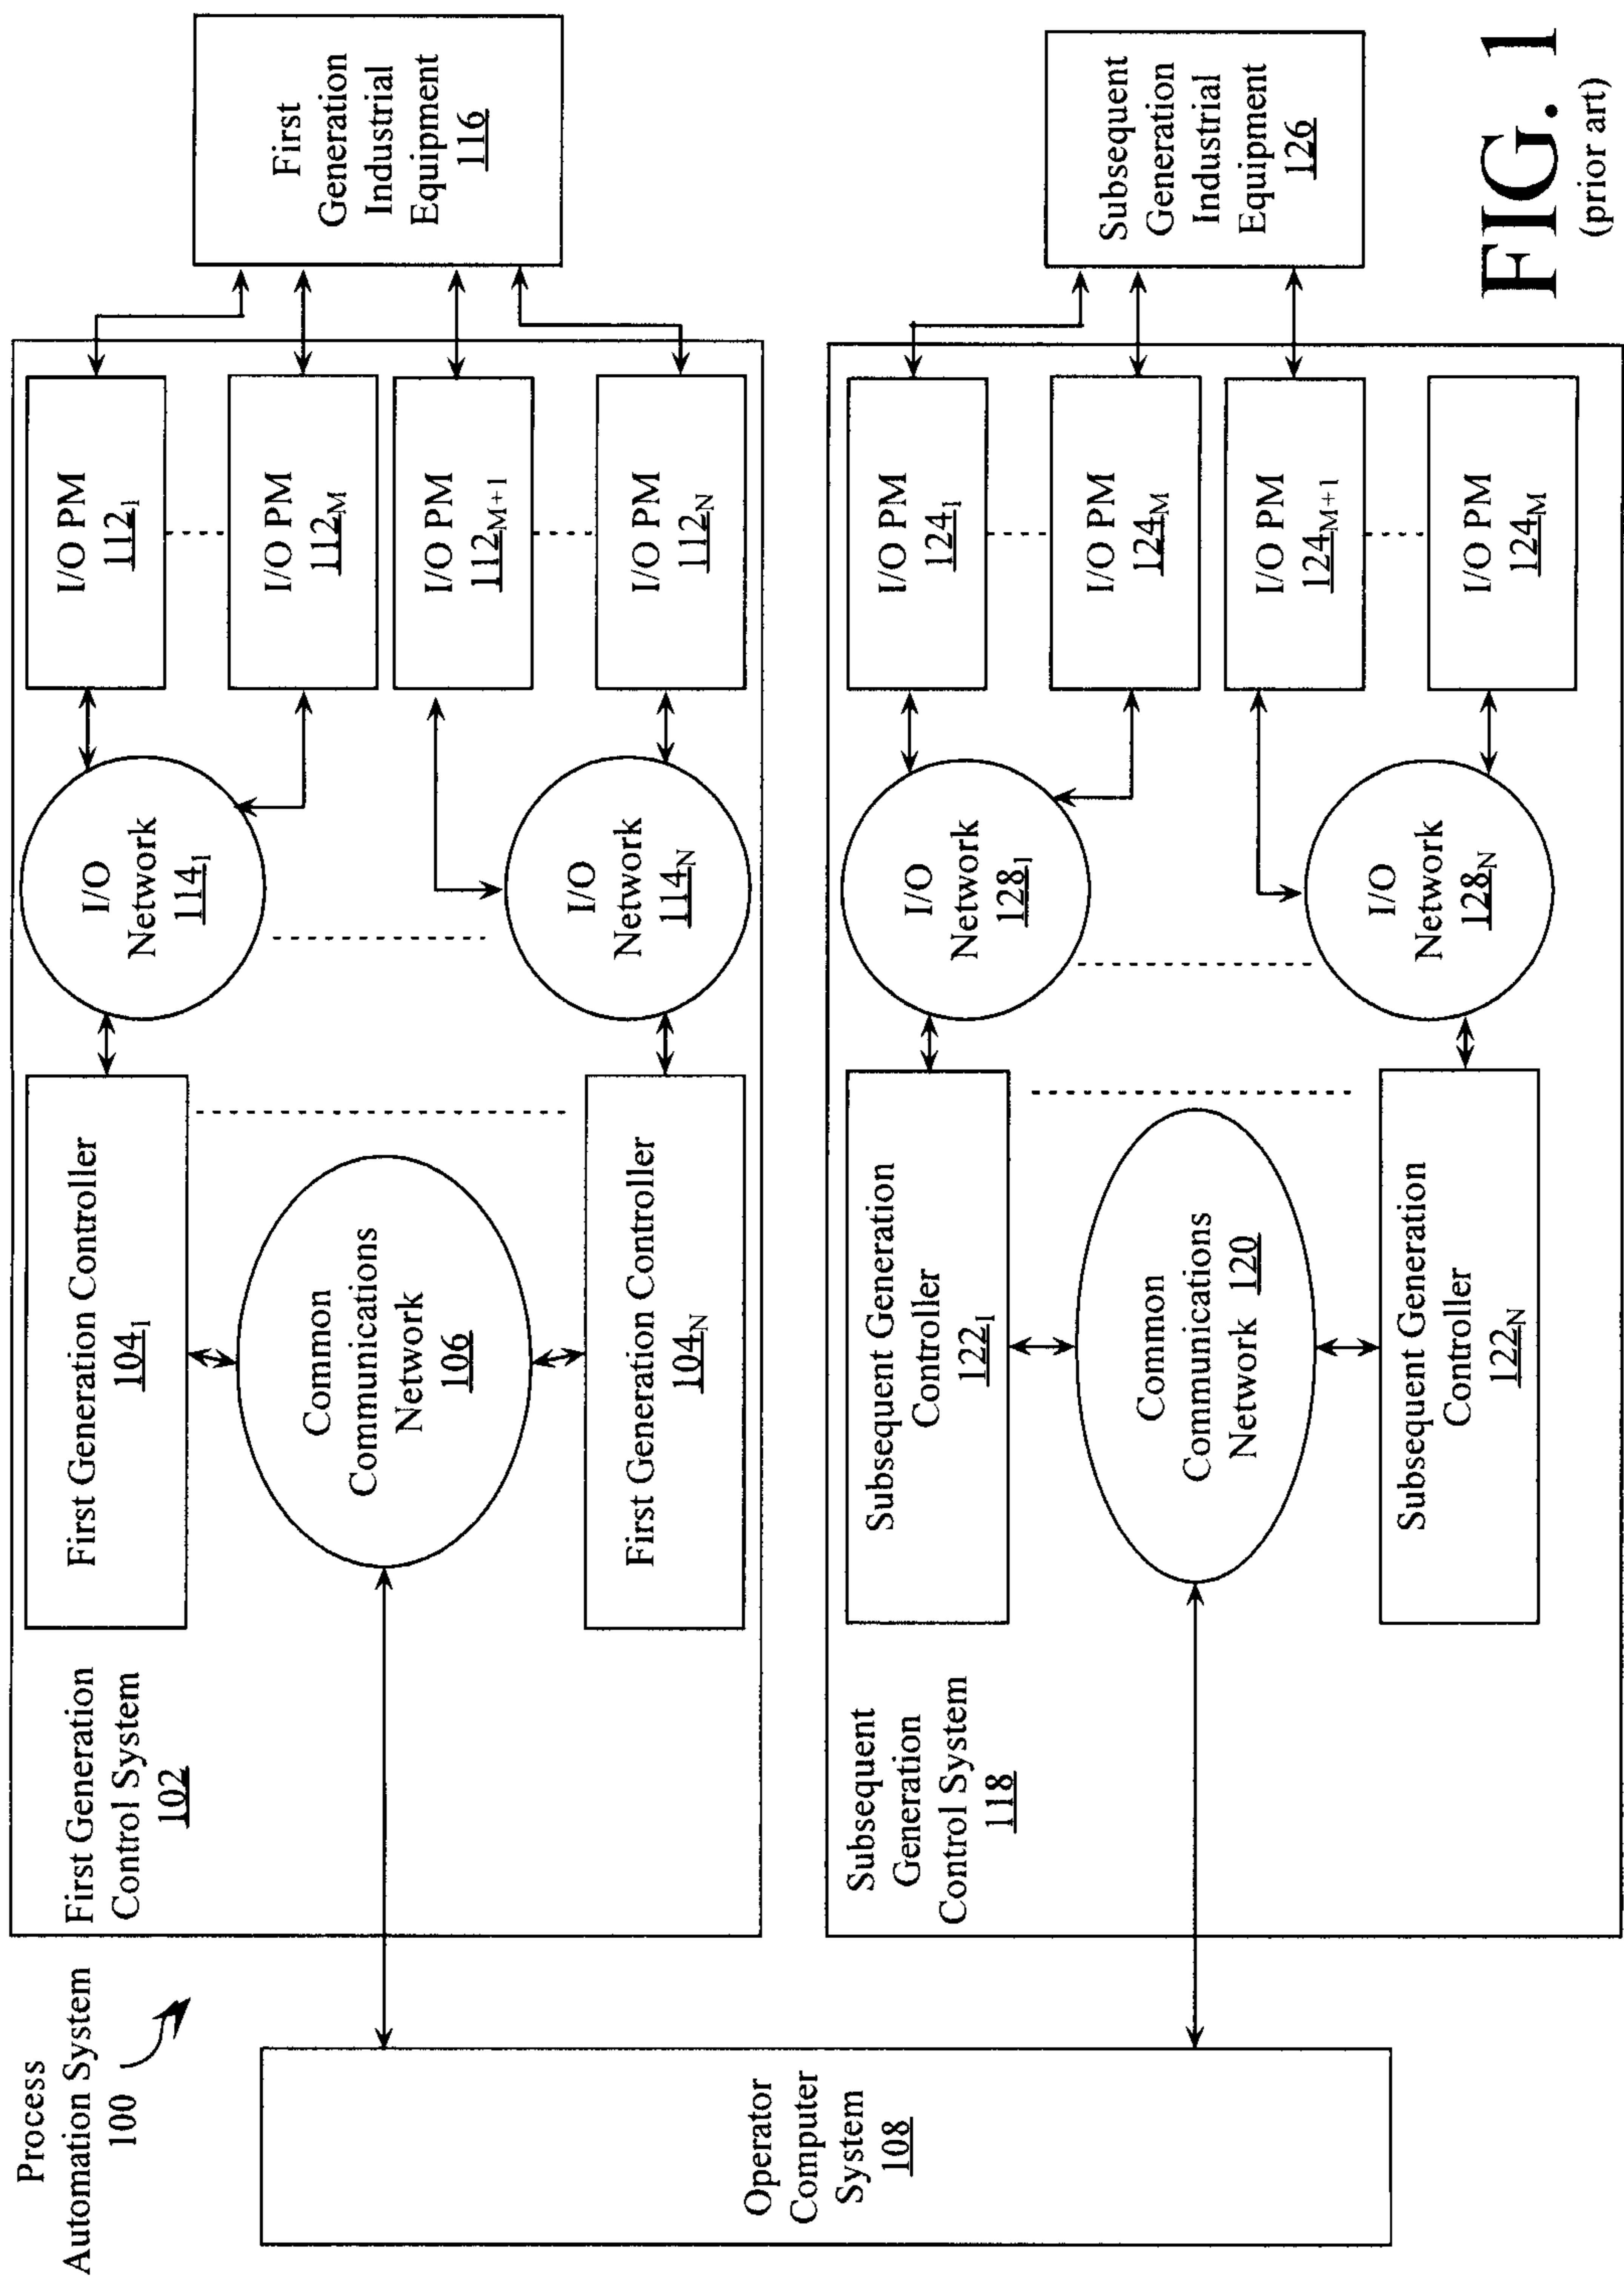 Process
Automation System
100
Operator
Computer
System
108
First Generation
Control System
102
First Generation Controller
104₁
Common
Communications
Network
106
First Generation Controller
104N
I/O
Network
114₁
I/O
Network
114N
I/O PM
112₁
I/O PM
112M
I/O PM
112M+1
I/O PM
112N
First
Generation
Industrial
Equipment
116
Subsequent
Generation
Control System
118
Subsequent Generation
Controller
122₁
Common
Communications
Network 120
Subsequent Generation
Controller
122N
I/O
Network
128₁
I/O
Network
128N
I/O PM
124₁
I/O PM
124M
I/O PM
124M+1
I/O PM
124M
Subsequent
Generation
Industrial
Equipment
126
FIG. 1
(prior art)